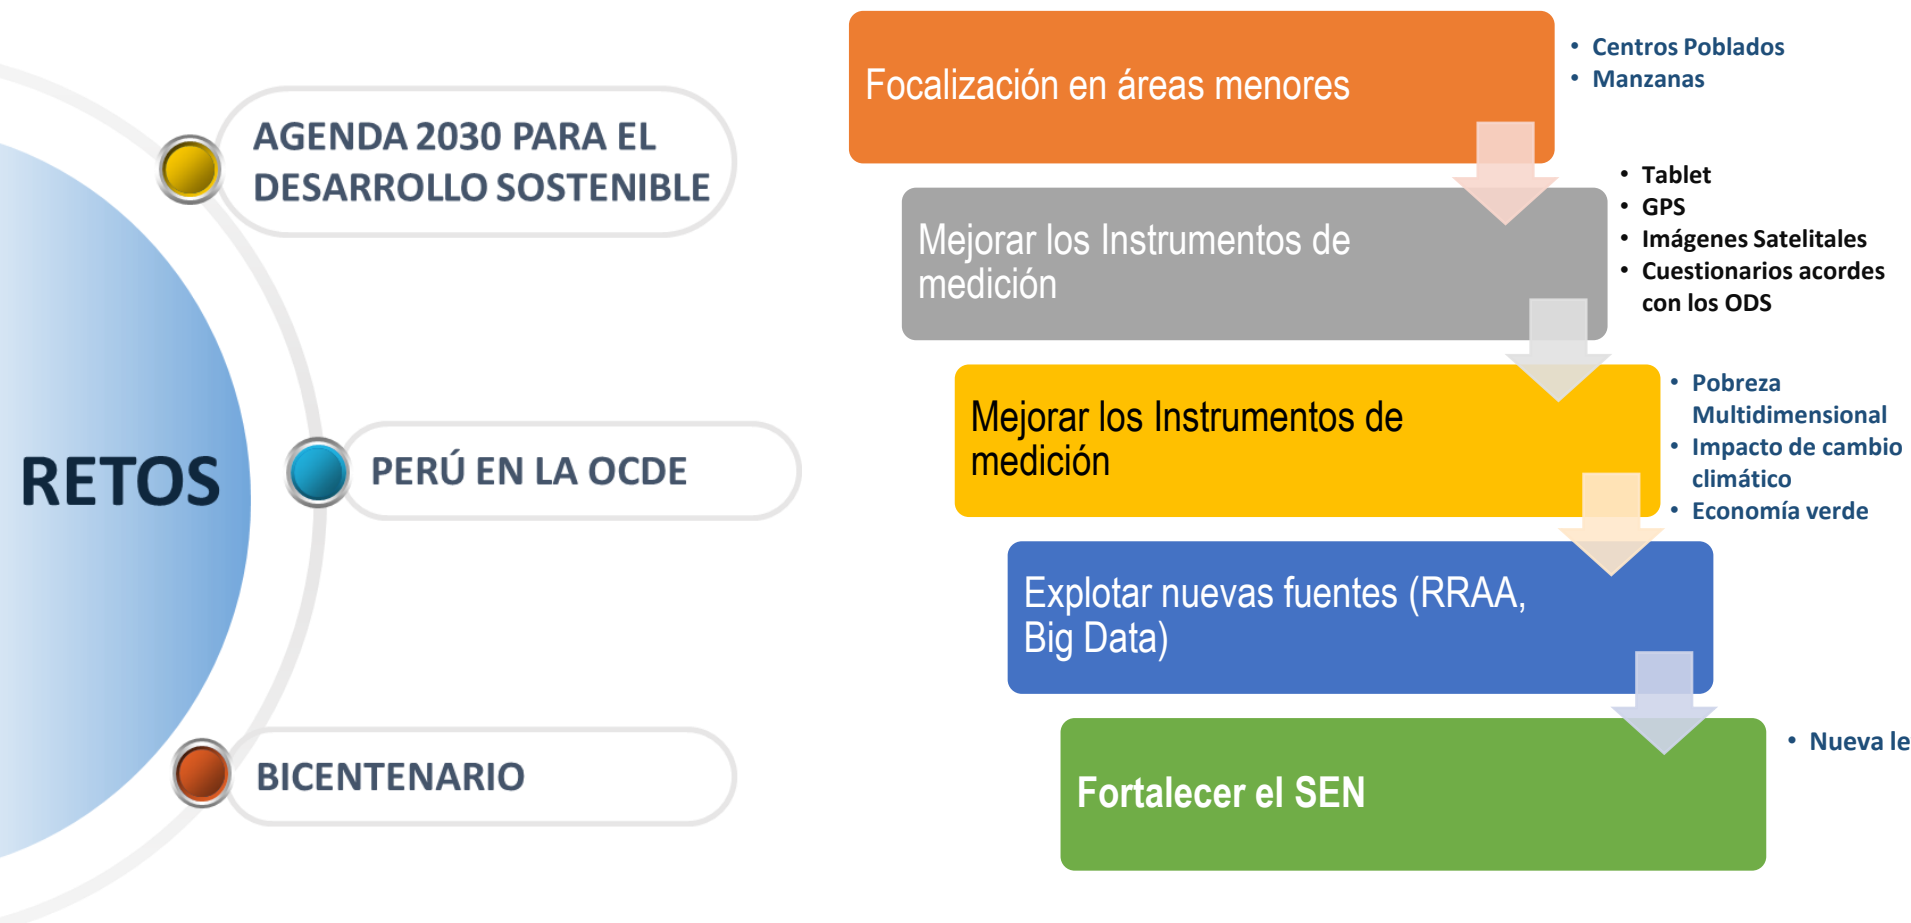 RETOS
AGENDA 2030 PARA EL
DESARROLLO SOSTENIBLE
PERÚ EN LA OCDE
BICENTENARIO
Focalización en áreas menores
• Centros Poblados
• Manzanas
Mejorar los Instrumentos de
medición
• Tablet
• GPS
• Imágenes Satelitales
• Cuestionarios acordes
con los ODS
Mejorar los Instrumentos de
medición
• Pobreza
Multidimensional
• Impacto de cambio
climático
• Economía verde
Explotar nuevas fuentes (RRAA,
Big Data)
Fortalecer el SEN
• Nueva le